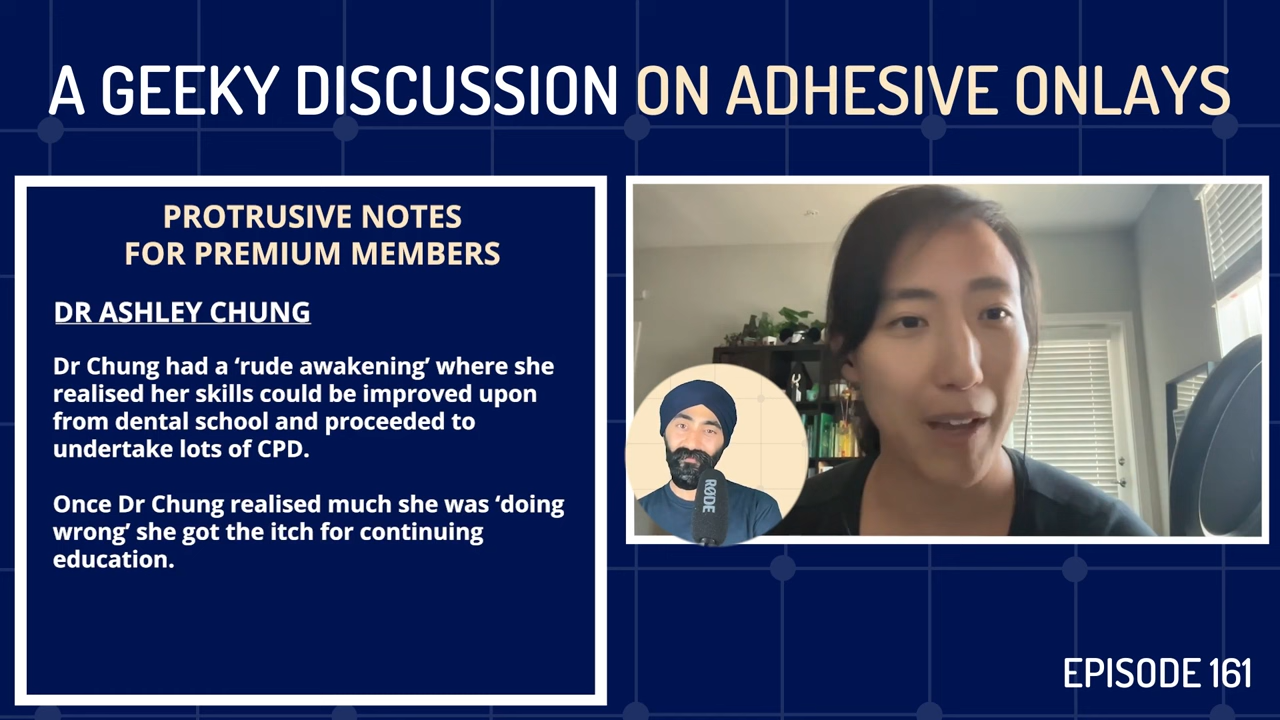 A GEEKY DISCUSSION ON ADHESIVE ONLAYS
PROTRUSIVE NOTES
FOR PREMIUM MEMBERS
DR ASHLEY CHUNG
Dr Chung had a ‘rude awakening’ where she
realised her skills could be improved upon
from dental school and proceeded to
undertake lots of CPD.
Once Dr Chung realised much she was ‘doing
wrong’ she got the itch for continuing
education.
RØDE
EPISODE 161